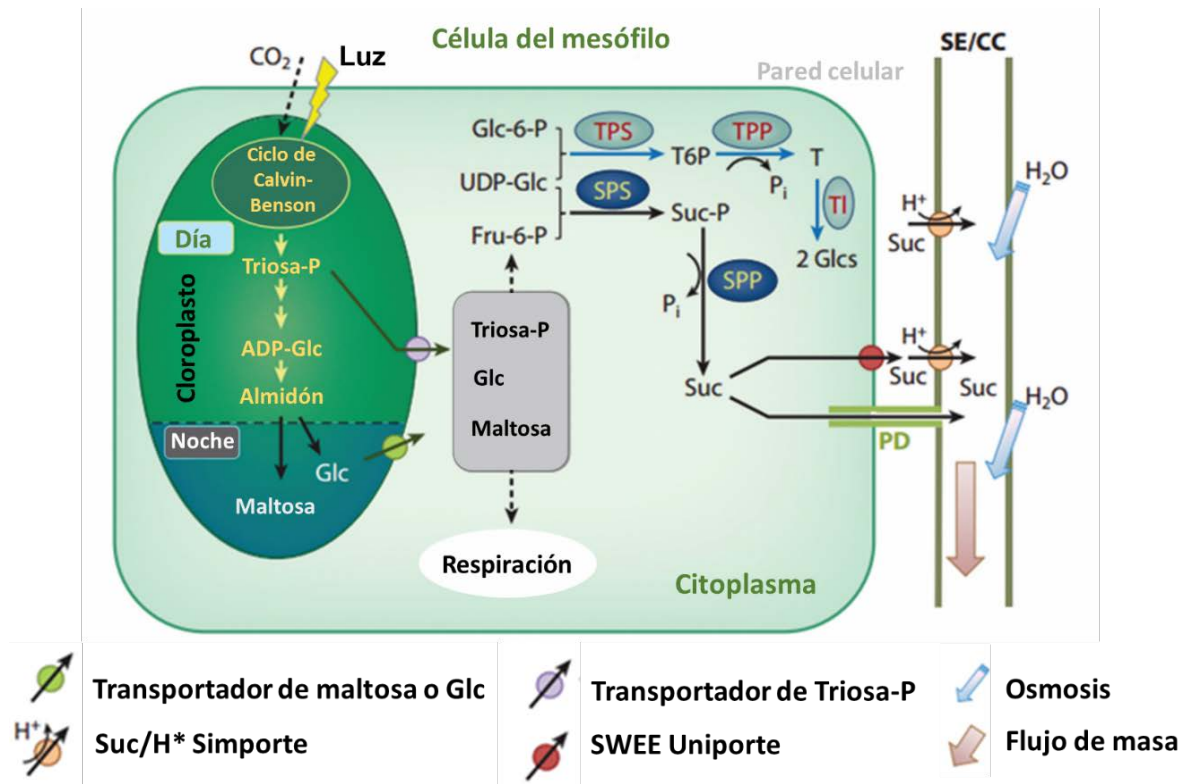 Célula del mesófilo
SE/CC
CO₂
Luz
Pared celular
Ciclo de
Calvin-
Benson
Día
Triosa-P
Cloroplasto
ADP-Glc
Almidón
Noche
Glc
Maltosa
Glc-6-P
UDP-Glc
Fru-6-P
TPS
T6P
TPP
T
Pi
TI
2 Glcs
SPS
Suc-P
SPP
Pi
Suc
Triosa-P
Glc
Maltosa
Respiración
Citoplasma
PD
H⁺
Suc
H₂O
H⁺
Suc
Suc
H₂O
Transportador de maltosa o Glc
Transportador de Triosa-P
Osmosis
H⁺
Suc/H* Simporte
SWEE Uniporte
Flujo de masa